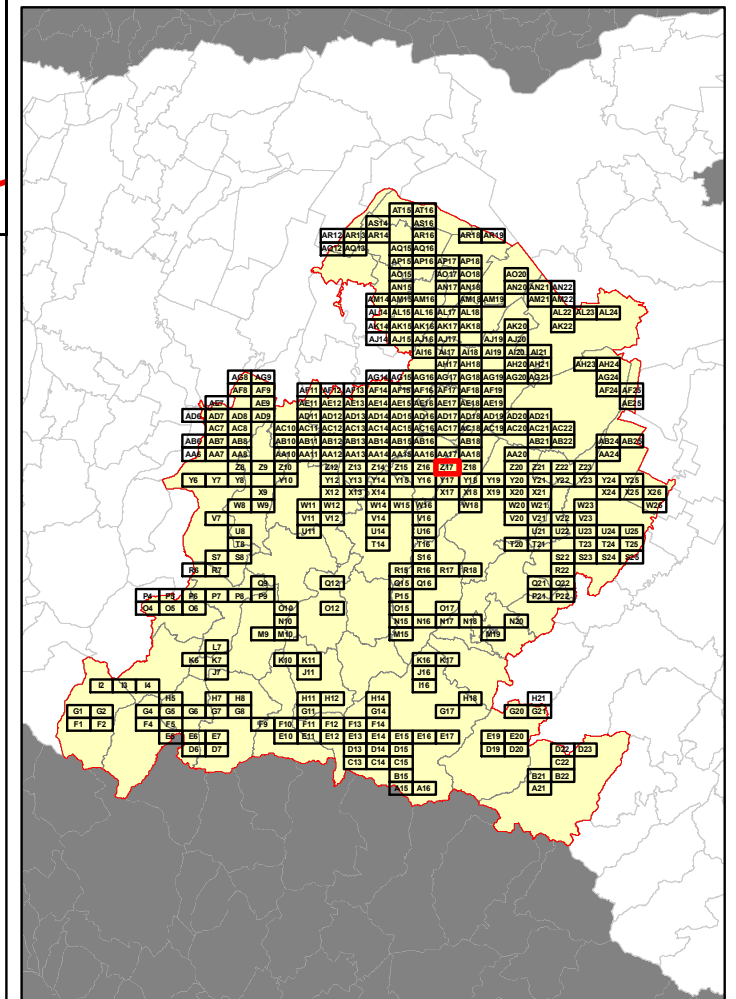 AT15 AT16
AS14 AS16
AR12 AR13 AR14 AR16 AR18 AR19
AQ12 AQ13 AQ15 AQ16
AP15 AP16 AP17 AP18
AO15 AO17 AO18 AO20
AN15 AN17 AN18 AN20 AN21 AN22
AM14 AM15 AM16 AM18 AM19 AM21 AM22
AL14 AL15 AL16 AL17 AL18 AL22 AL23 AL24
AK14 AK15 AK16 AK17 AK18 AK20 AK22
AJ14 AJ15 AJ16 AJ17 AJ19 AJ20
AI16 AI17 AI18 AI19 AI20 AI21
AH17 AH18 AH20 AH21 AH23 AH24
AG8 AG9 AG14 AG15 AG16 AG17 AG18 AG19 AG20 AG21 AG24
AF8 AF9 AF11 AF12 AF13 AF14 AF15 AF16 AF17 AF18 AF19 AF24 AF25
AE7 AE9 AE11 AE12 AE13 AE14 AE15 AE16 AE17 AE18 AE19 AE25
AD6 AD7 AD8 AD9 AD11 AD12 AD13 AD14 AD15 AD16 AD17 AD18 AD19 AD20 AD21
AC7 AC8 AC10 AC11 AC12 AC13 AC14 AC15 AC16 AC17 AC18 AC19 AC20 AC21 AC22
AB6 AB7 AB8 AB10 AB11 AB12 AB13 AB14 AB15 AB16 AB17 AB18 AB21 AB22 AB24 AB25
AA6 AA7 AA8 AA10 AA11 AA12 AA13 AA14 AA15 AA16 AA17 AA18 AA20 AA24
Z8 Z9 Z10 Z12 Z13 Z14 Z15 Z16 Z17 Z18 Z20 Z21 Z22 Z23
Y6 Y7 Y8 Y10 Y12 Y13 Y14 Y15 Y16 Y17 Y18 Y19 Y20 Y21 Y22 Y23 Y24 Y25
X9 X12 X13 X14 X17 X18 X19 X20 X21 X24 X25 X26
W8 W9 W11 W12 W14 W15 W16 W18 W20 W21 W23 W26
V7 V11 V12 V14 V16 V20 V21 V22 V23
U8 U11 U14 U16 U21 U22 U23 U24 U25
T8 T14 T16 T20 T21 T23 T24 T25
S7 S8 S16 S22 S23 S24 S25
R6 R7 R15 R16 R17 R18 R22
Q9 Q12 Q15 Q16 Q21 Q22
P4 P5 P6 P7 P8 P9 P15 P21 P22
O4 O5 O6 O10 O12 O15 O17
N10 N15 N16 N17 N18 N20
M9 M10 M15 M19
L7
K6 K7 K10 K11 K16 K17
J7 J11 J16
I2 I3 I4 I16
H5 H7 H8 H11 H12 H14 H18 H21
G1 G2 G4 G5 G6 G7 G8 G11 G14 G17 G20 G21
F1 F2 F4 F5 F9 F10 F11 F12 F13 F14
E5 E6 E7 E10 E11 E12 E13 E14 E15 E16 E17 E19 E20
D6 D7 D13 D14 D15 D19 D20 D22 D23
C13 C14 C15 C22
B15 B21 B22
A15 A16 A21